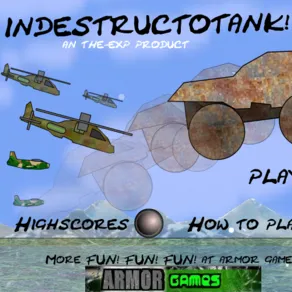 INDESTRUCTOTANK!
AN THE-EXP PRODUCT
PLAY
HIGHSCORES
HOW TO PLA
MORE FUN! FUN! FUN! AT ARMOR GAME
ARMOR GAMES